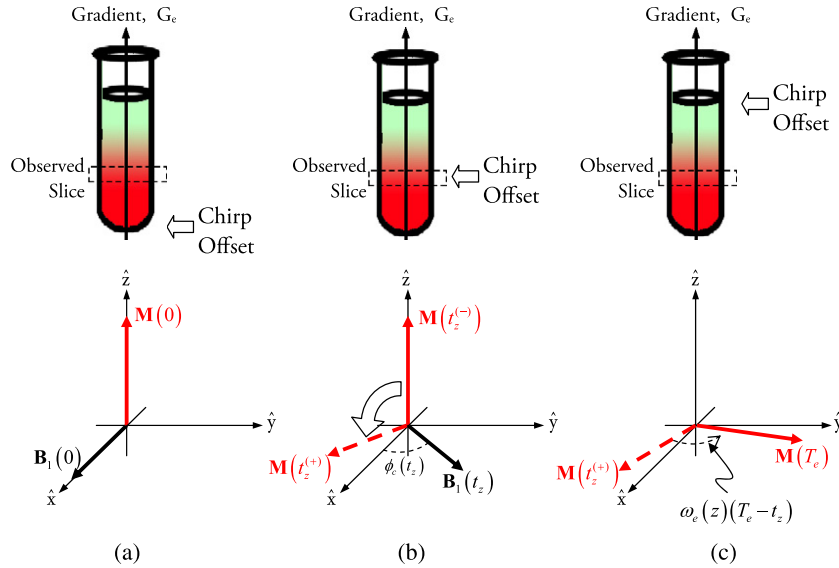 Gradient, Gₑ
Observed
Slice
Chirp
Offset
ẑ
M(0)
ŷ
B₁(0)
x̂
(a)
Gradient, Gₑ
Observed
Slice
Chirp
Offset
ẑ
M(t_z^(−))
ŷ
M(t_z^(+))
ϕ_c(t_z)
B₁(t_z)
x̂
(b)
Gradient, Gₑ
Chirp
Offset
Observed
Slice
ẑ
ŷ
M(t_z^(+))
M(Tₑ)
x̂
ωₑ(z)(Tₑ−t_z)
(c)